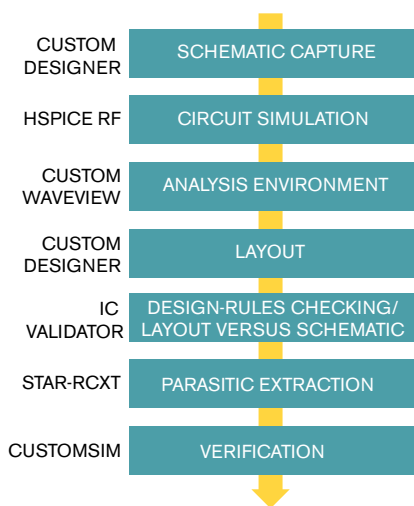 CUSTOM
DESIGNER
SCHEMATIC CAPTURE
HSPICE RF
CIRCUIT SIMULATION
CUSTOM
WAVEVIEW
ANALYSIS ENVIRONMENT
CUSTOM
DESIGNER
LAYOUT
IC
VALIDATOR
DESIGN-RULES CHECKING/
LAYOUT VERSUS SCHEMATIC
STAR-RCXT
PARASITIC EXTRACTION
CUSTOMSIM
VERIFICATION